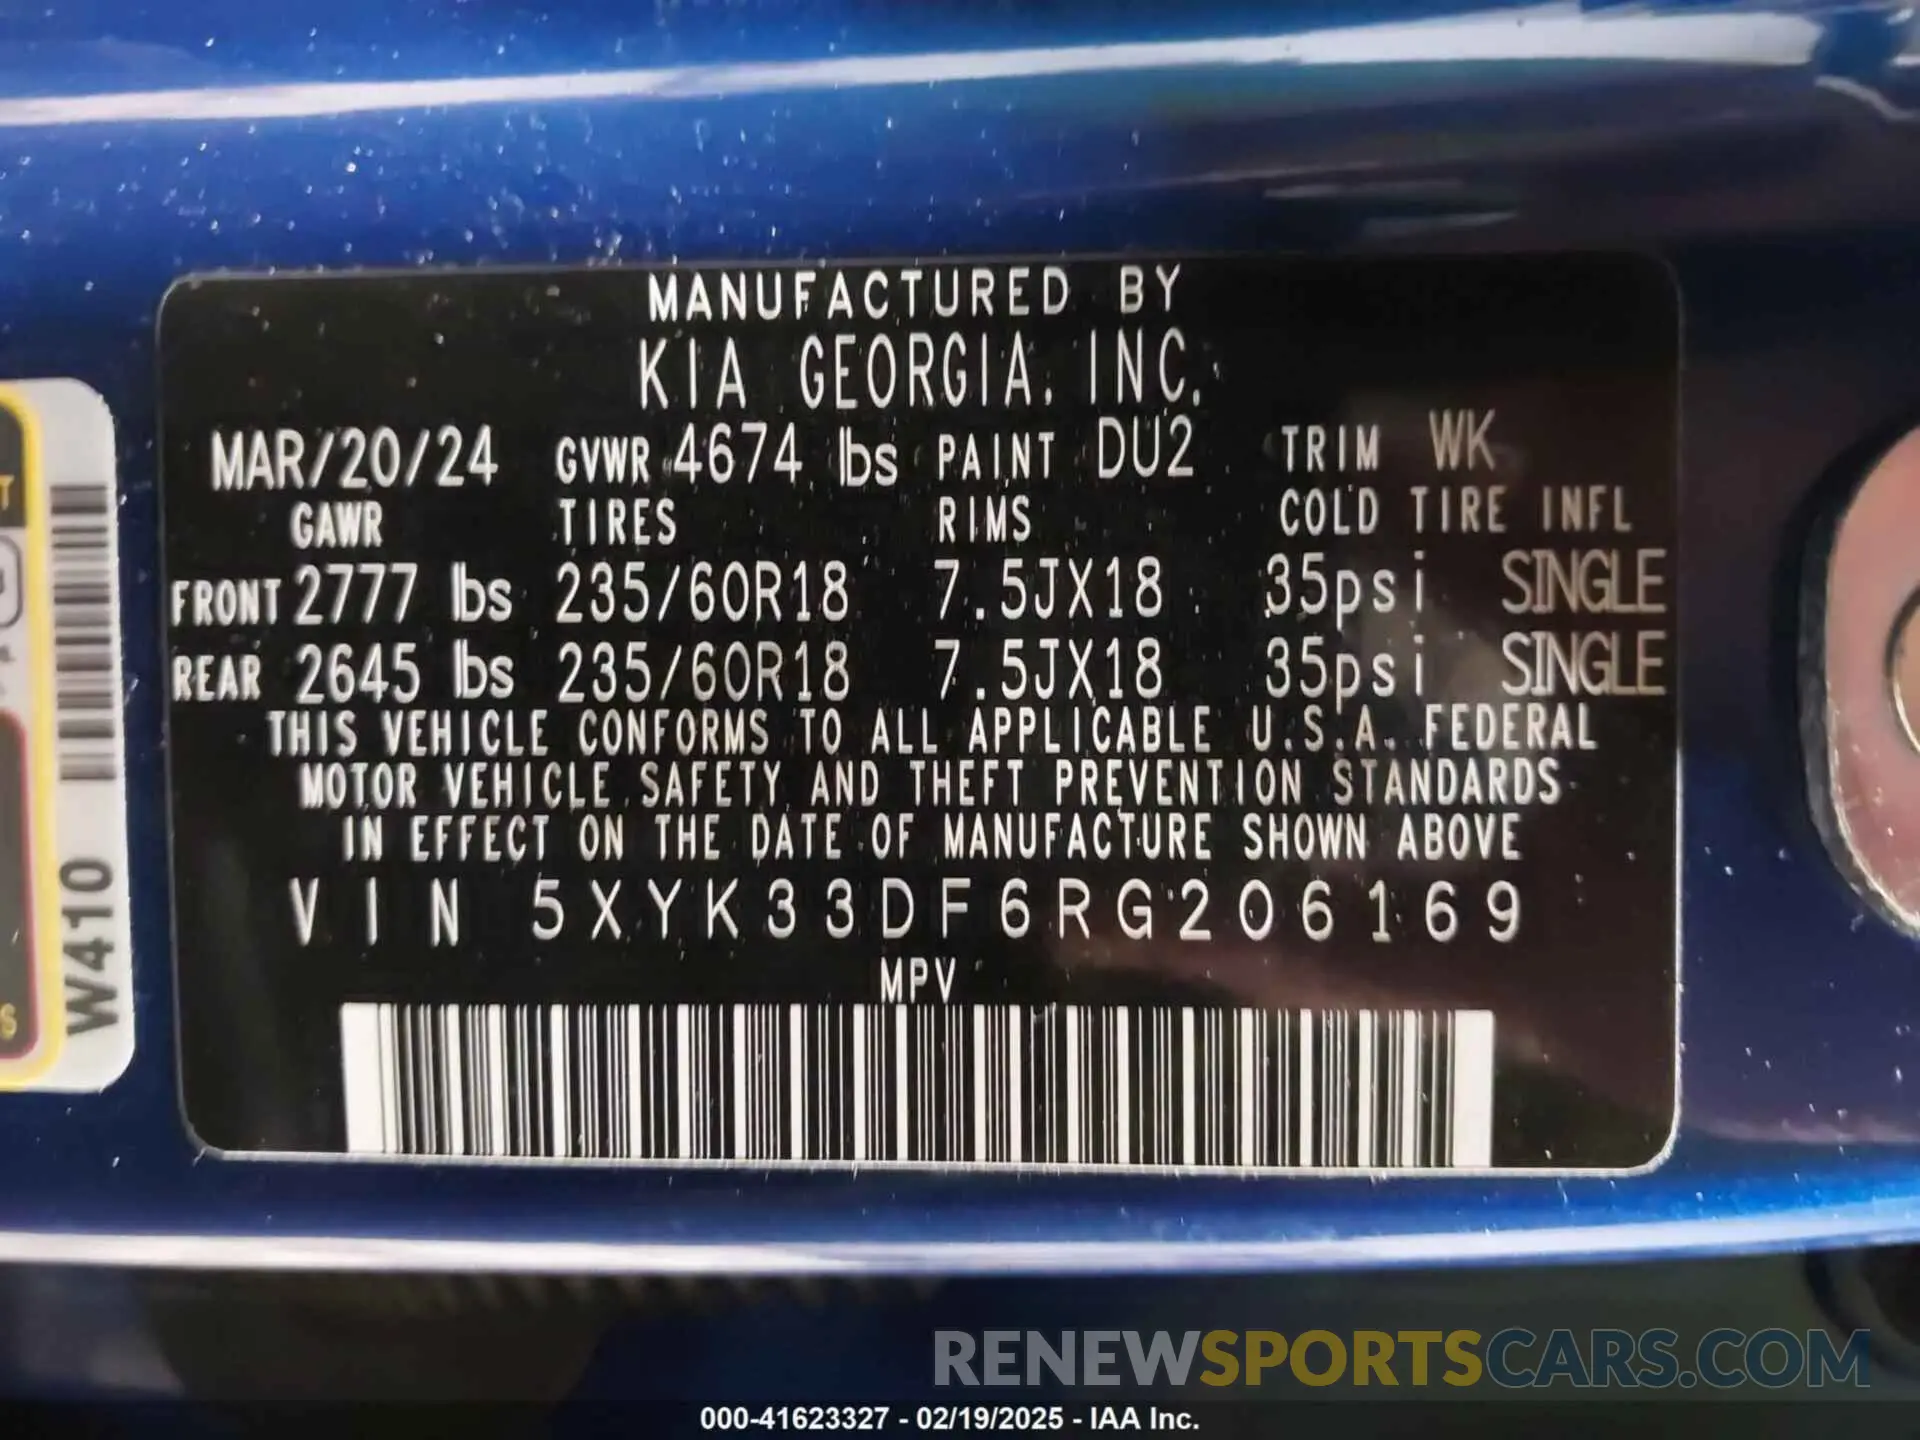 MANUFACTURED BY
KIA GEORGIA, INC.
MAR/20/24 GVWR 4674 lbs PAINT DU2 TRIM WK
GAWR TIRES RIMS COLD TIRE INFL
FRONT 2777 lbs 235/60R18 7.5JX18 35psi SINGLE
REAR 2645 lbs 235/60R18 7.5JX18 35psi SINGLE
THIS VEHICLE CONFORMS TO ALL APPLICABLE U.S.A. FEDERAL
MOTOR VEHICLE SAFETY AND THEFT PREVENTION STANDARDS
IN EFFECT ON THE DATE OF MANUFACTURE SHOWN ABOVE
VIN 5XYK33DF6RG206169
MPV
W410
RENEWSPORTSCARS.COM
000-41623327 - 02/19/2025 - IAA Inc.